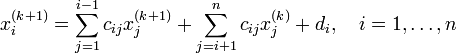 x_i^{(k+1)} = \sum_{j=1}^{i-1} c_{ij} x_j^{(k+1)} + \sum_{j=i+1}^{n} c_{ij} x_j^{(k)} + d_i, \quad i = 1, \ldots, n